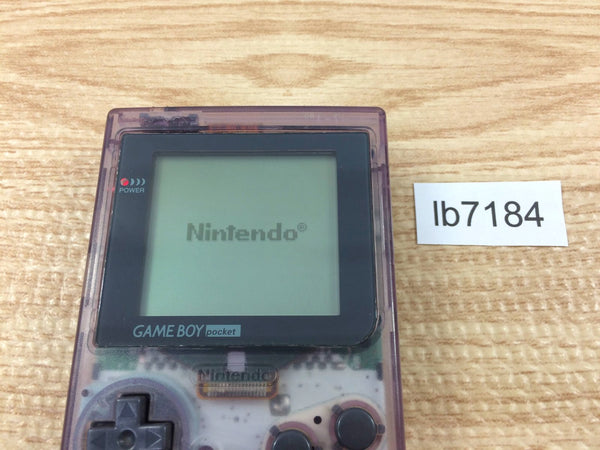 POWER
Nintendo®
GAME BOY pocket
Nintendo
lb7184